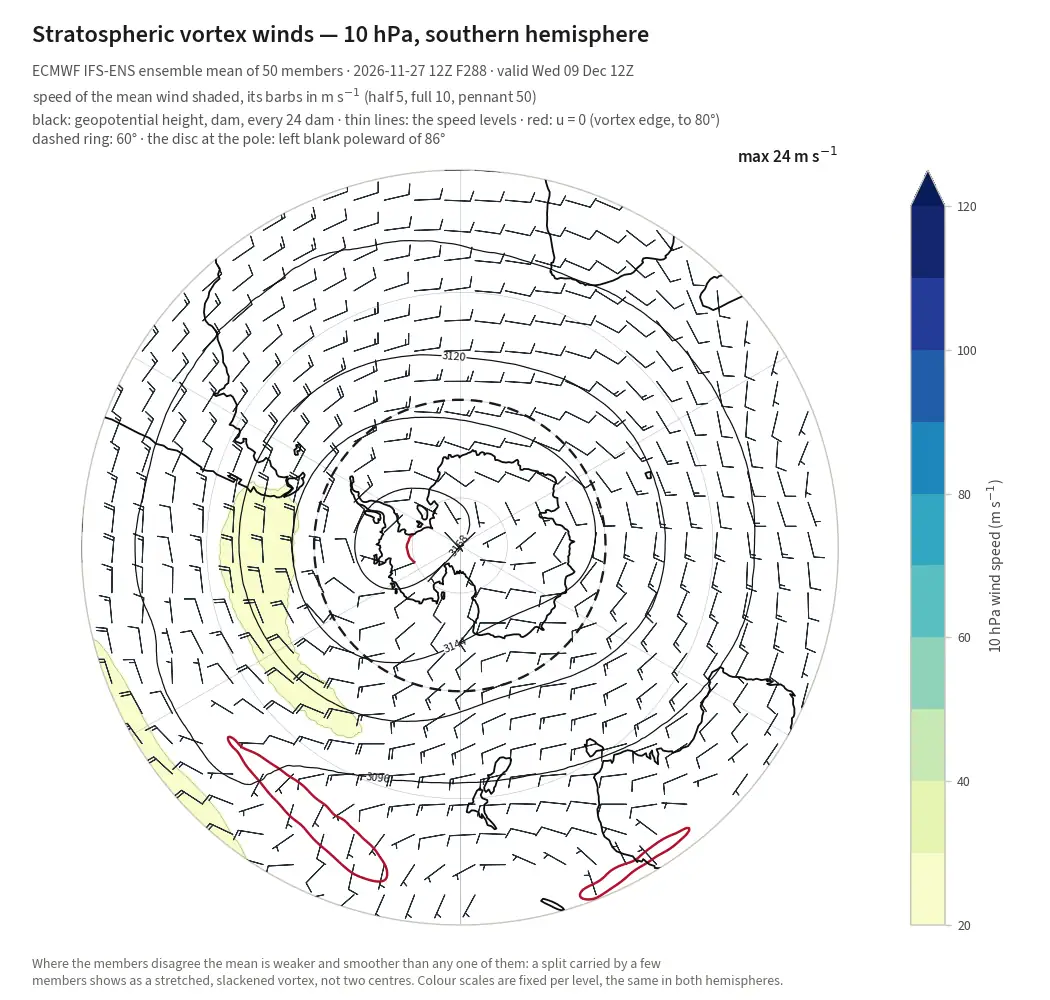 Stratospheric vortex winds — 10 hPa, southern hemisphere
ECMWF IFS-ENS ensemble mean of 50 members · 2026-11-27 12Z F288 · valid Wed 09 Dec 12Z
speed of the mean wind shaded, its barbs in m s⁻¹ (half 5, full 10, pennant 50)
black: geopotential height, dam, every 24 dam · thin lines: the speed levels · red: u = 0 (vortex edge, to 80°)
dashed ring: 60° · the disc at the pole: left blank poleward of 86°
max 24 m s⁻¹
120
100
80
60
40
20
10 hPa wind speed (m s⁻¹)
3120
3168
3144
3096
Where the members disagree the mean is weaker and smoother than any one of them: a split carried by a few
members shows as a stretched, slackened vortex, not two centres. Colour scales are fixed per level, the same in both hemispheres.